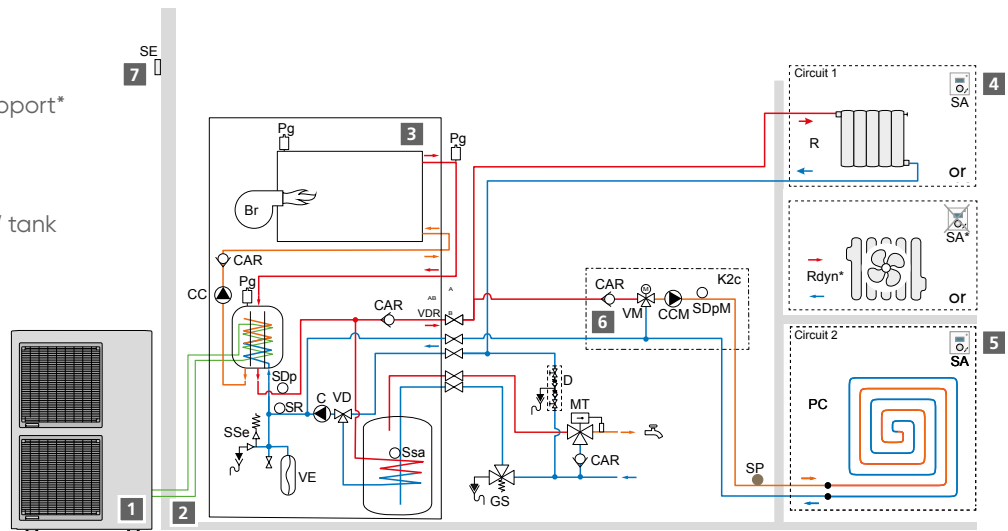 SE
7
pport*
tank
Pg
3
Pg
Br
CAR
CC
Pg
SDp
SR
C
VD
SSe
VE
Ssa
CAR
AB
A
VDR
B
1
2
GS
D
MT
CAR
K2c
CAR
6
M
VM
CCM
SDpM
SP
Circuit 1
SA
4
R
or
SA*
Rdyn*
or
Circuit 2
SA
5
PC